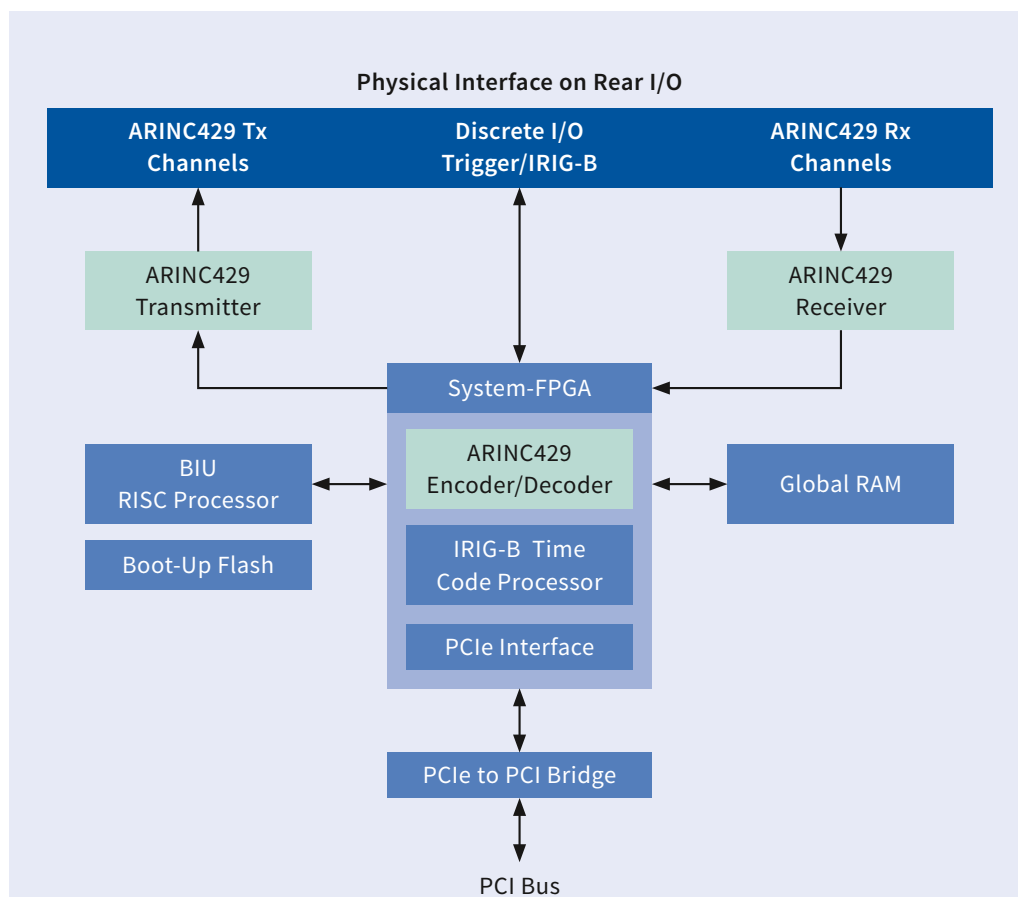 Physical Interface on Rear I/O
ARINC429 Tx
Channels
Discrete I/O
Trigger/IRIG-B
ARINC429 Rx
Channels
ARINC429
Transmitter
ARINC429
Receiver
System-FPGA
BIU
RISC Processor
ARINC429
Encoder/Decoder
Global RAM
Boot-Up Flash
IRIG-B Time
Code Processor
PCIe Interface
PCIe to PCI Bridge
PCI Bus